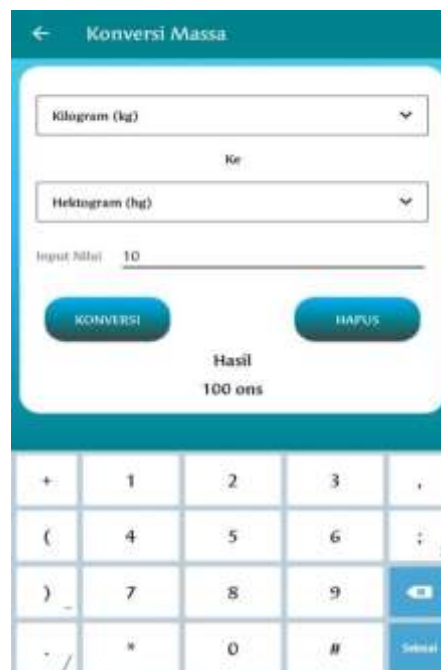 Konversi Massa
Kilogram (kg)
Ke
Hektogram (hg)
Input Nilai 10
KONVERSI HAPUS
Hasil
100 ons
+ 1 2 3 ,
( 4 5 6 ;
) _ 7 8 9
. / * 0 #